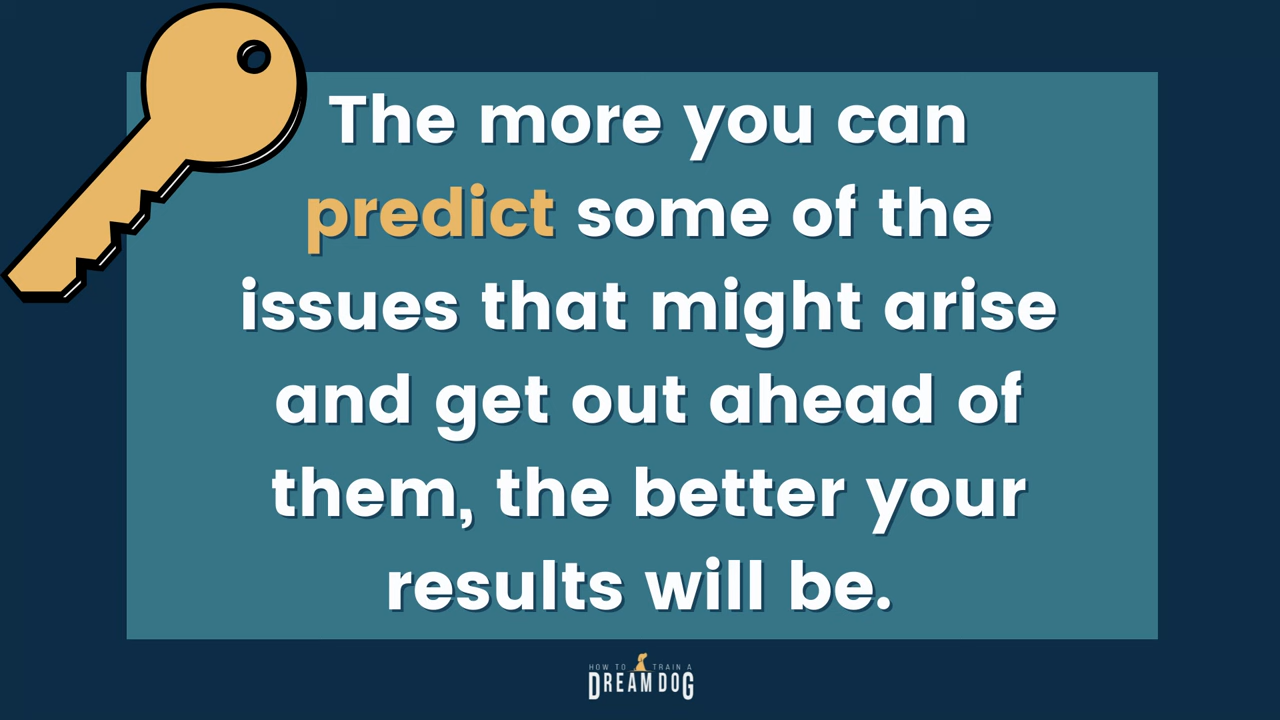 The more you can
predict some of the
issues that might arise
and get out ahead of
them, the better your
results will be.
HOW TO TRAIN A
DREAM DOG